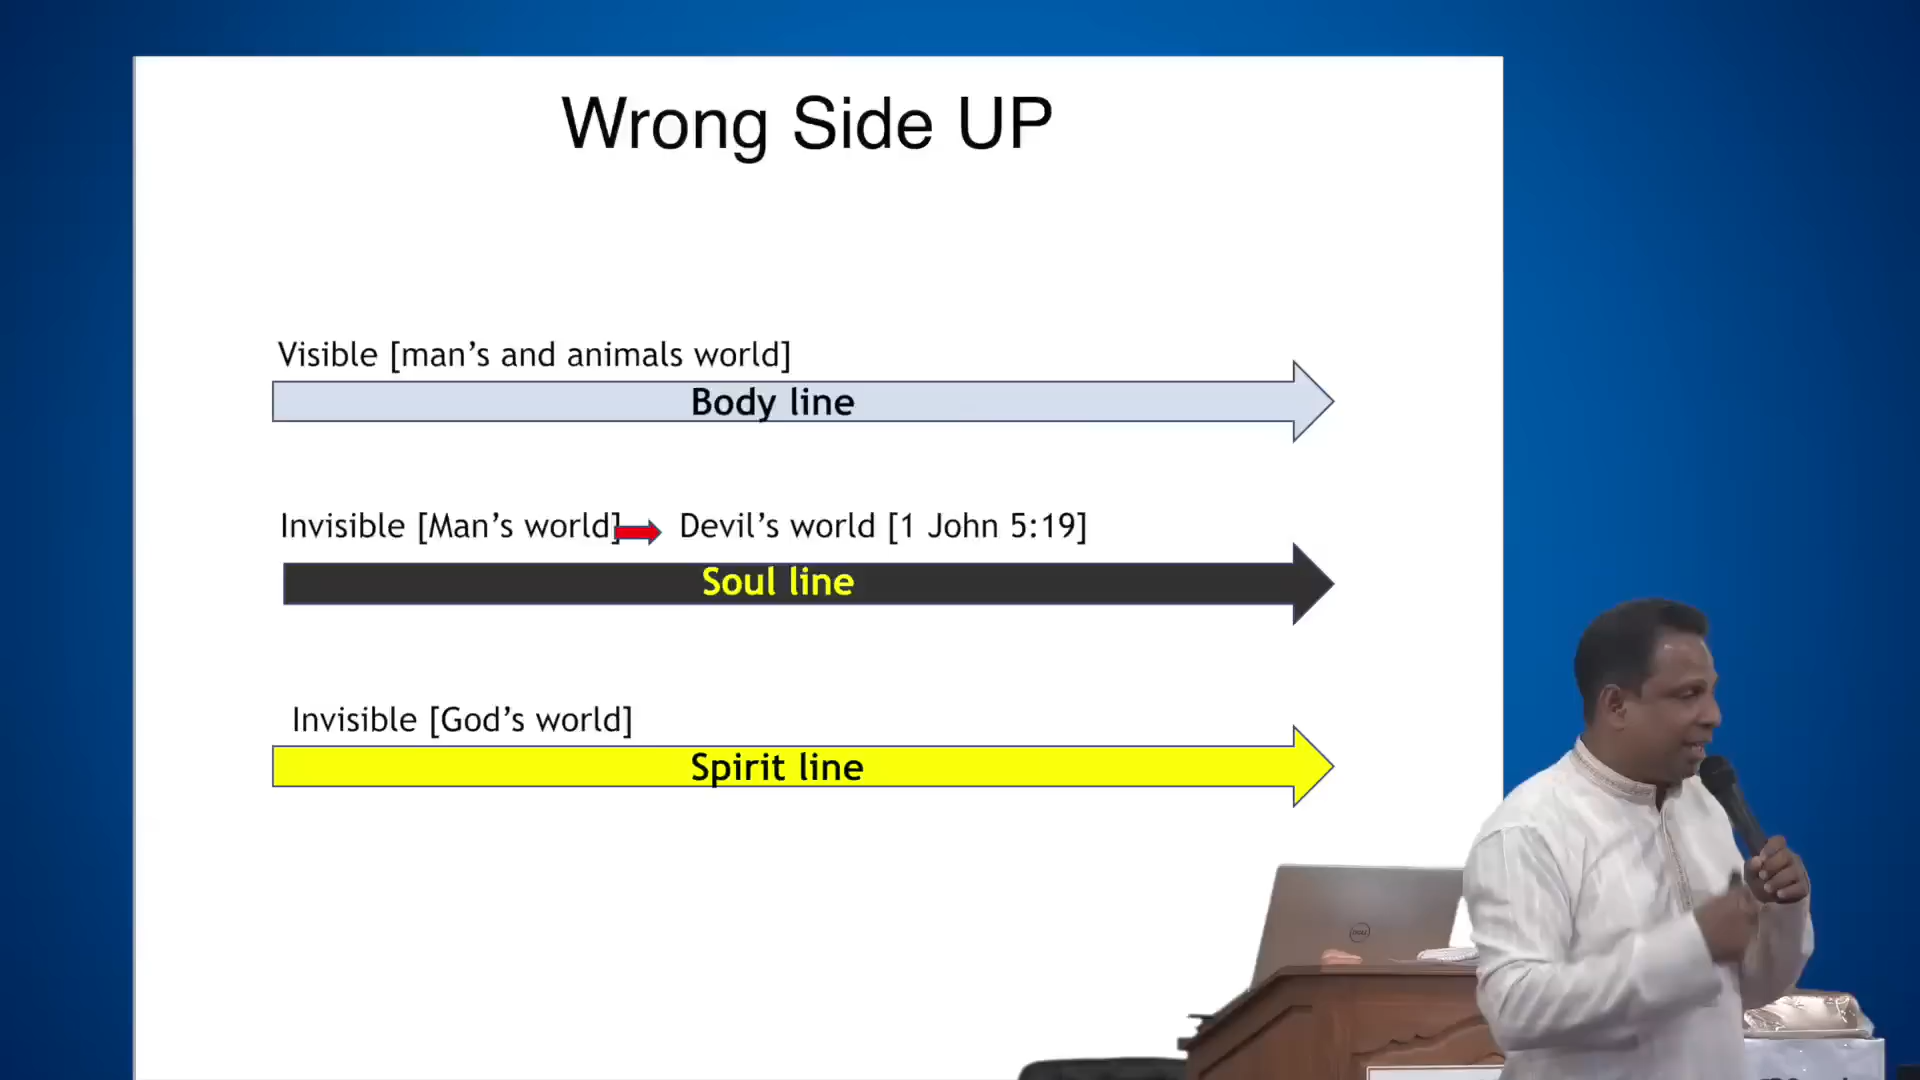 Wrong Side UP
Visible [man’s and animals world]
Body line
Invisible [Man’s world] Devil’s world [1 John 5:19]
Soul line
Invisible [God’s world]
Spirit line
DELL